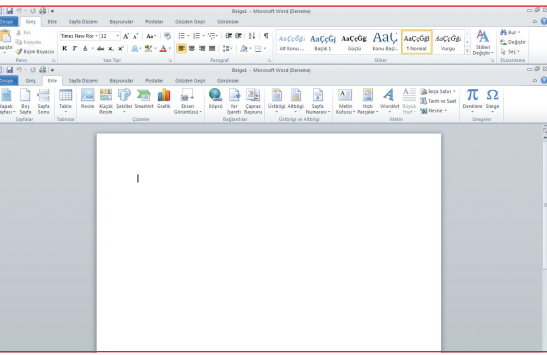 Belge1 - Microsoft Word (Deneme)
Dosya Giriş Ekle Sayfa Düzeni Başvurular Postalar Gözden Geçir Görünüm
Kes Times New Ror 12 Bul
Kopyala AaÇçĞğ AaÇçĞğ AaÇçĞğ AaÇ AaÇçĞğ AaÇçĞğ Değiştir
Biçim Boyacısı K T A abc Alt Konu ... Başlık 1 Güçlü Konu Başl... 1 Normal Vurgu Stilleri Değiştir Seç
Pano Yazı Tipi Paragraf Stiller Düzenleme
Belge1 - Microsoft Word (Deneme)
Dosya Giriş Ekle Sayfa Düzeni Başvurular Postalar Gözden Geçir Görünüm
Kapak Sayfası Boş Sayfa Sayfa Sonu Tablo Resim Küçük Resim Şekiller SmartArt Grafik Ekran Görüntüsü Köprü Yer İşareti Çapraz Başvuru Üstbilgi Altbilgi Sayfa Numarası Metin Kutusu Hızlı Parçalar WordArt Büyük Harf İmza Satırı Tarih ve Saat Nesne Denklem Simge
Sayfalar Tablolar Çizimler Bağlantılar Üstbilgi ve Altbilgi Metin Simgeler